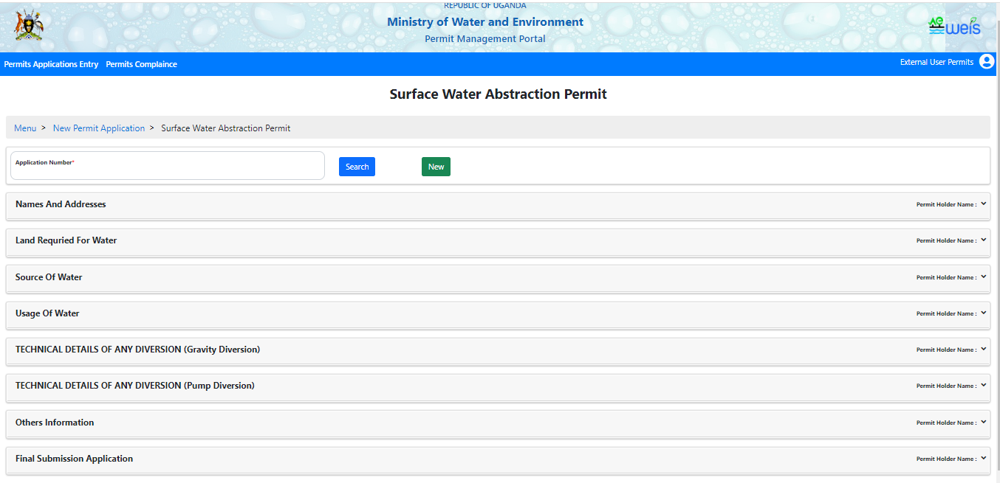 REPUBLIC OF UGANDA
Ministry of Water and Environment
Permit Management Portal
weis
Permits Applications Entry Permits Complaince
External User Permits
Surface Water Abstraction Permit
Menu > New Permit Application > Surface Water Abstraction Permit
Application Number*
Search
New
Names And Addresses
Permit Holder Name :
Land Requried For Water
Permit Holder Name :
Source Of Water
Permit Holder Name :
Usage Of Water
Permit Holder Name :
TECHNICAL DETAILS OF ANY DIVERSION (Gravity Diversion)
Permit Holder Name :
TECHNICAL DETAILS OF ANY DIVERSION (Pump Diversion)
Permit Holder Name :
Others Information
Permit Holder Name :
Final Submission Application
Permit Holder Name :